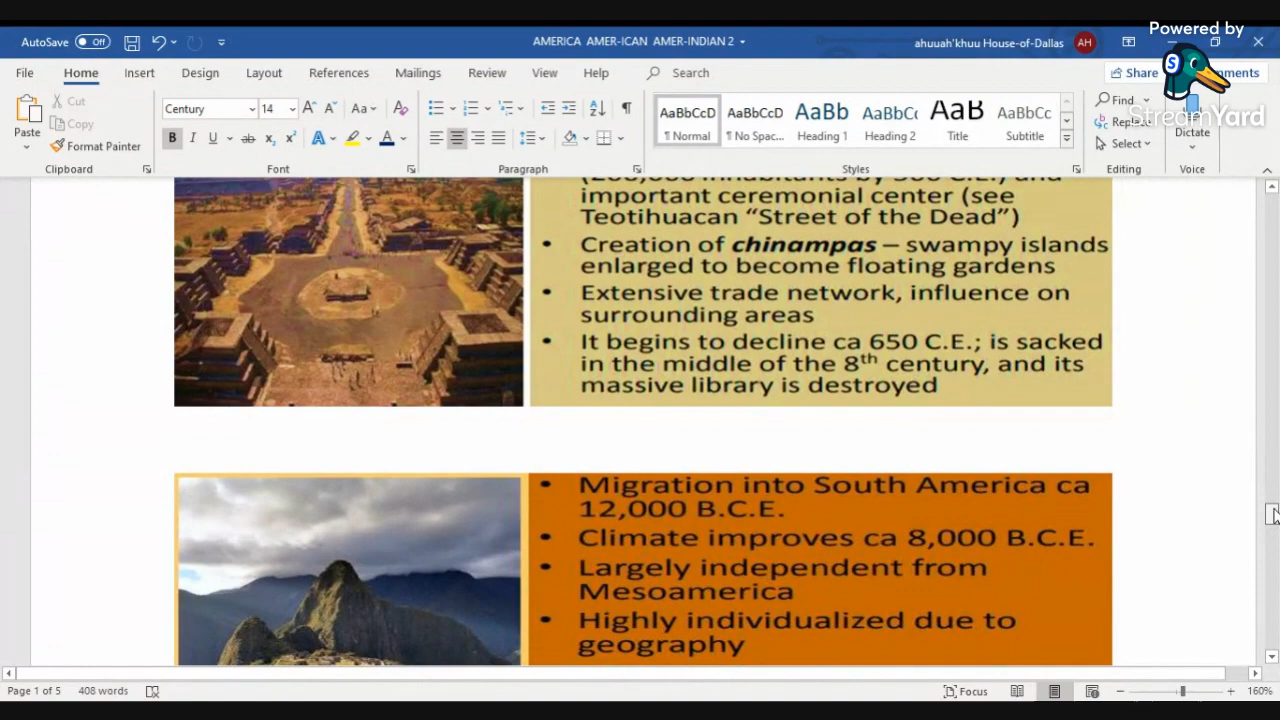 Powered by
StreamYard
AutoSave Off
AMERICA AMER-ICAN AMER-INDIAN 2
ahuuah'khuu House-of-Dallas AH
File Home Insert Design Layout References Mailings Review View Help Search
Share
Paste
Cut
Copy
Format Painter
Clipboard
Century 14
Font
Paragraph
AaBbCcD AaBbCcD AaBb AaBbCc AaB AaBbCc
¶ Normal ¶ No Spac... Heading 1 Heading 2 Title Subtitle
Styles
Find
Select
Editing
Dictate
Voice
important ceremonial center (see
Teotihuacan “Street of the Dead”)
• Creation of chinampas – swampy islands
enlarged to become floating gardens
• Extensive trade network, influence on
surrounding areas
• It begins to decline ca 650 C.E.; is sacked
in the middle of the 8th century, and its
massive library is destroyed
• Migration into South America ca
12,000 B.C.E.
• Climate improves ca 8,000 B.C.E.
• Largely independent from
Mesoamerica
• Highly individualized due to
geography
Page 1 of 5 408 words
Focus
160%